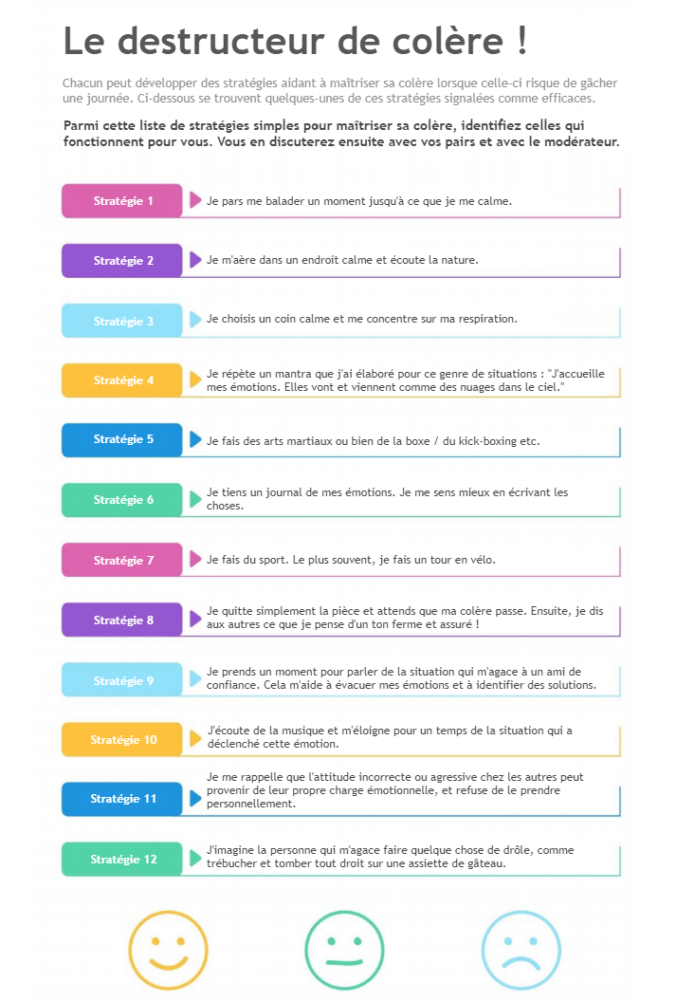 Le destructeur de colère !
Chacun peut développer des stratégies aidant à maîtriser sa colère lorsque celle-ci risque de gâcher
une journée. Ci-dessous se trouvent quelques-unes de ces stratégies signalées comme efficaces.
Parmi cette liste de stratégies simples pour maîtriser sa colère, identifiez celles qui
fonctionnent pour vous. Vous en discuterez ensuite avec vos pairs et avec le modérateur.
Stratégie 1
Je pars me balader un moment jusqu'à ce que je me calme.
Stratégie 2
Je m'aère dans un endroit calme et écoute la nature.
Stratégie 3
Je choisis un coin calme et me concentre sur ma respiration.
Stratégie 4
Je répète un mantra que j'ai élaboré pour ce genre de situations : "J'accueille
mes émotions. Elles vont et viennent comme des nuages dans le ciel."
Stratégie 5
Je fais des arts martiaux ou bien de la boxe / du kick-boxing etc.
Stratégie 6
Je tiens un journal de mes émotions. Je me sens mieux en écrivant les
choses.
Stratégie 7
Je fais du sport. Le plus souvent, je fais un tour en vélo.
Stratégie 8
Je quitte simplement la pièce et attends que ma colère passe. Ensuite, je dis
aux autres ce que je pense d'un ton ferme et assuré !
Stratégie 9
Je prends un moment pour parler de la situation qui m'agace à un ami de
confiance. Cela m'aide à évacuer mes émotions et à identifier des solutions.
Stratégie 10
J'écoute de la musique et m'éloigne pour un temps de la situation qui a
déclenché cette émotion.
Stratégie 11
Je me rappelle que l'attitude incorrecte ou agressive chez les autres peut
provenir de leur propre charge émotionnelle, et refuse de le prendre
personnellement.
Stratégie 12
J'imagine la personne qui m'agace faire quelque chose de drôle, comme
trébucher et tomber tout droit sur une assiette de gâteau.